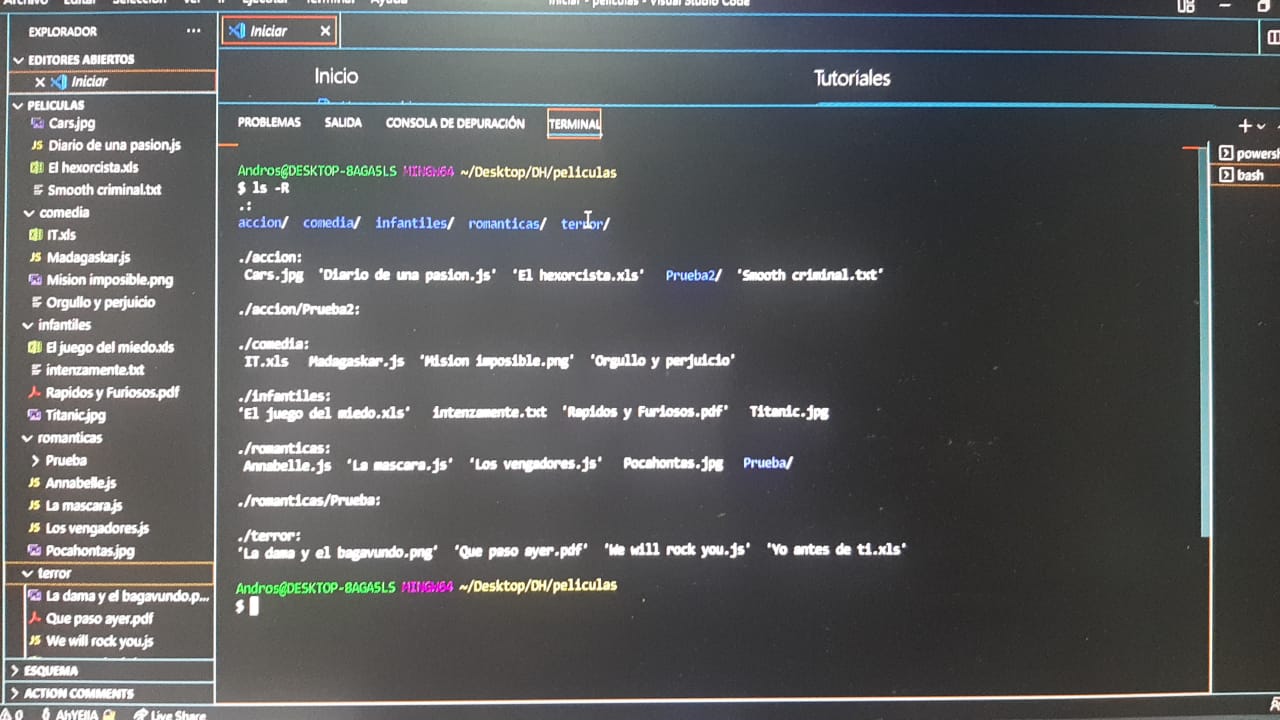 Archivo Editar Selección Ver Ir Ejecutar Terminal Ayuda
Iniciar - peliculas - Visual Studio Code
EXPLORADOR
EDITORES ABIERTOS
Iniciar
PELICULAS
Cars.jpg
Diario de una pasion.js
El hexorcista.xls
Smooth criminal.txt
comedia
IT.xls
Madagaskar.js
Mision imposible.png
Orgullo y perjuicio
infantiles
El juego del miedo.xls
intenzamente.txt
Rapidos y Furiosos.pdf
Titanic.jpg
romanticas
Prueba
Annabelle.js
La mascara.js
Los vengadores.js
Pocahontas.jpg
terror
La dama y el bagavundo.p...
Que paso ayer.pdf
We will rock you.js
ESQUEMA
ACTION COMMENTS
Iniciar
Inicio
Tutoriales
PROBLEMAS SALIDA CONSOLA DE DEPURACIÓN TERMINAL
Andros@DESKTOP-8AGA5LS MINGW64 ~/Desktop/DH/peliculas
$ ls -R
.:
accion/ comedia/ infantiles/ romanticas/ terror/
./accion:
Cars.jpg 'Diario de una pasion.js' 'El hexorcista.xls' Prueba2/ 'Smooth criminal.txt'
./accion/Prueba2:
./comedia:
IT.xls Madagaskar.js 'Mision imposible.png' 'Orgullo y perjuicio'
./infantiles:
'El juego del miedo.xls' intenzamente.txt 'Rapidos y Furiosos.pdf' Titanic.jpg
./romanticas:
Annabelle.js 'La mascara.js' 'Los vengadores.js' Pocahontas.jpg Prueba/
./romanticas/Prueba:
./terror:
'La dama y el bagavundo.png' 'Que paso ayer.pdf' 'We will rock you.js' 'Yo antes de ti.xls'
Andros@DESKTOP-8AGA5LS MINGW64 ~/Desktop/DH/peliculas
$
powersh
bash
0 AhYEIIA Live Share